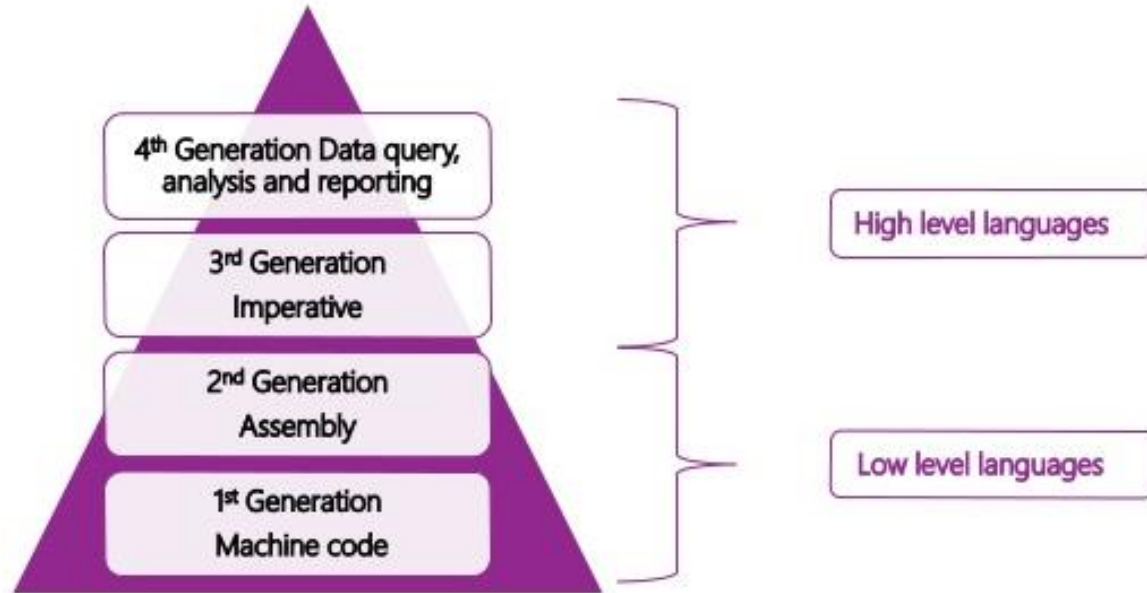 4th Generation Data query,
analysis and reporting
3rd Generation
Imperative
2nd Generation
Assembly
1st Generation
Machine code
High level languages
Low level languages